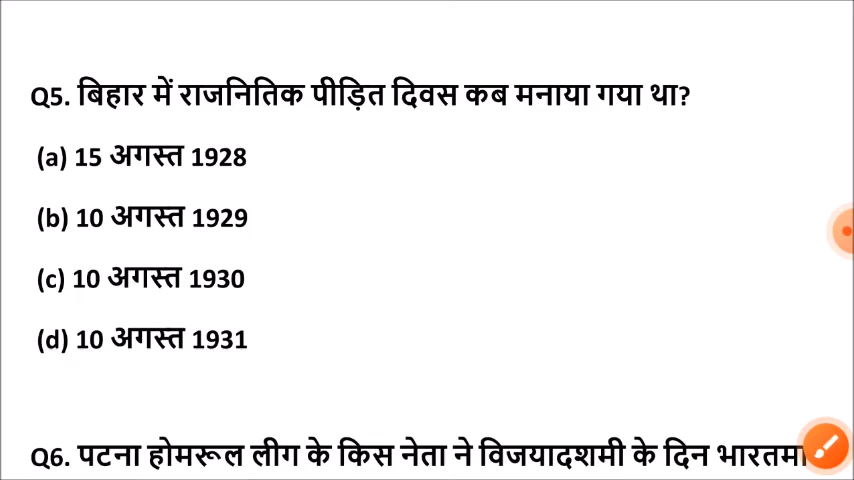 Q5. बिहार में राजनितिक पीड़ित दिवस कब मनाया गया था?
(a) 15 अगस्त 1928
(b) 10 अगस्त 1929
(c) 10 अगस्त 1930
(d) 10 अगस्त 1931
Q6. पटना होमरूल लीग के किस नेता ने विजयादशमी के दिन